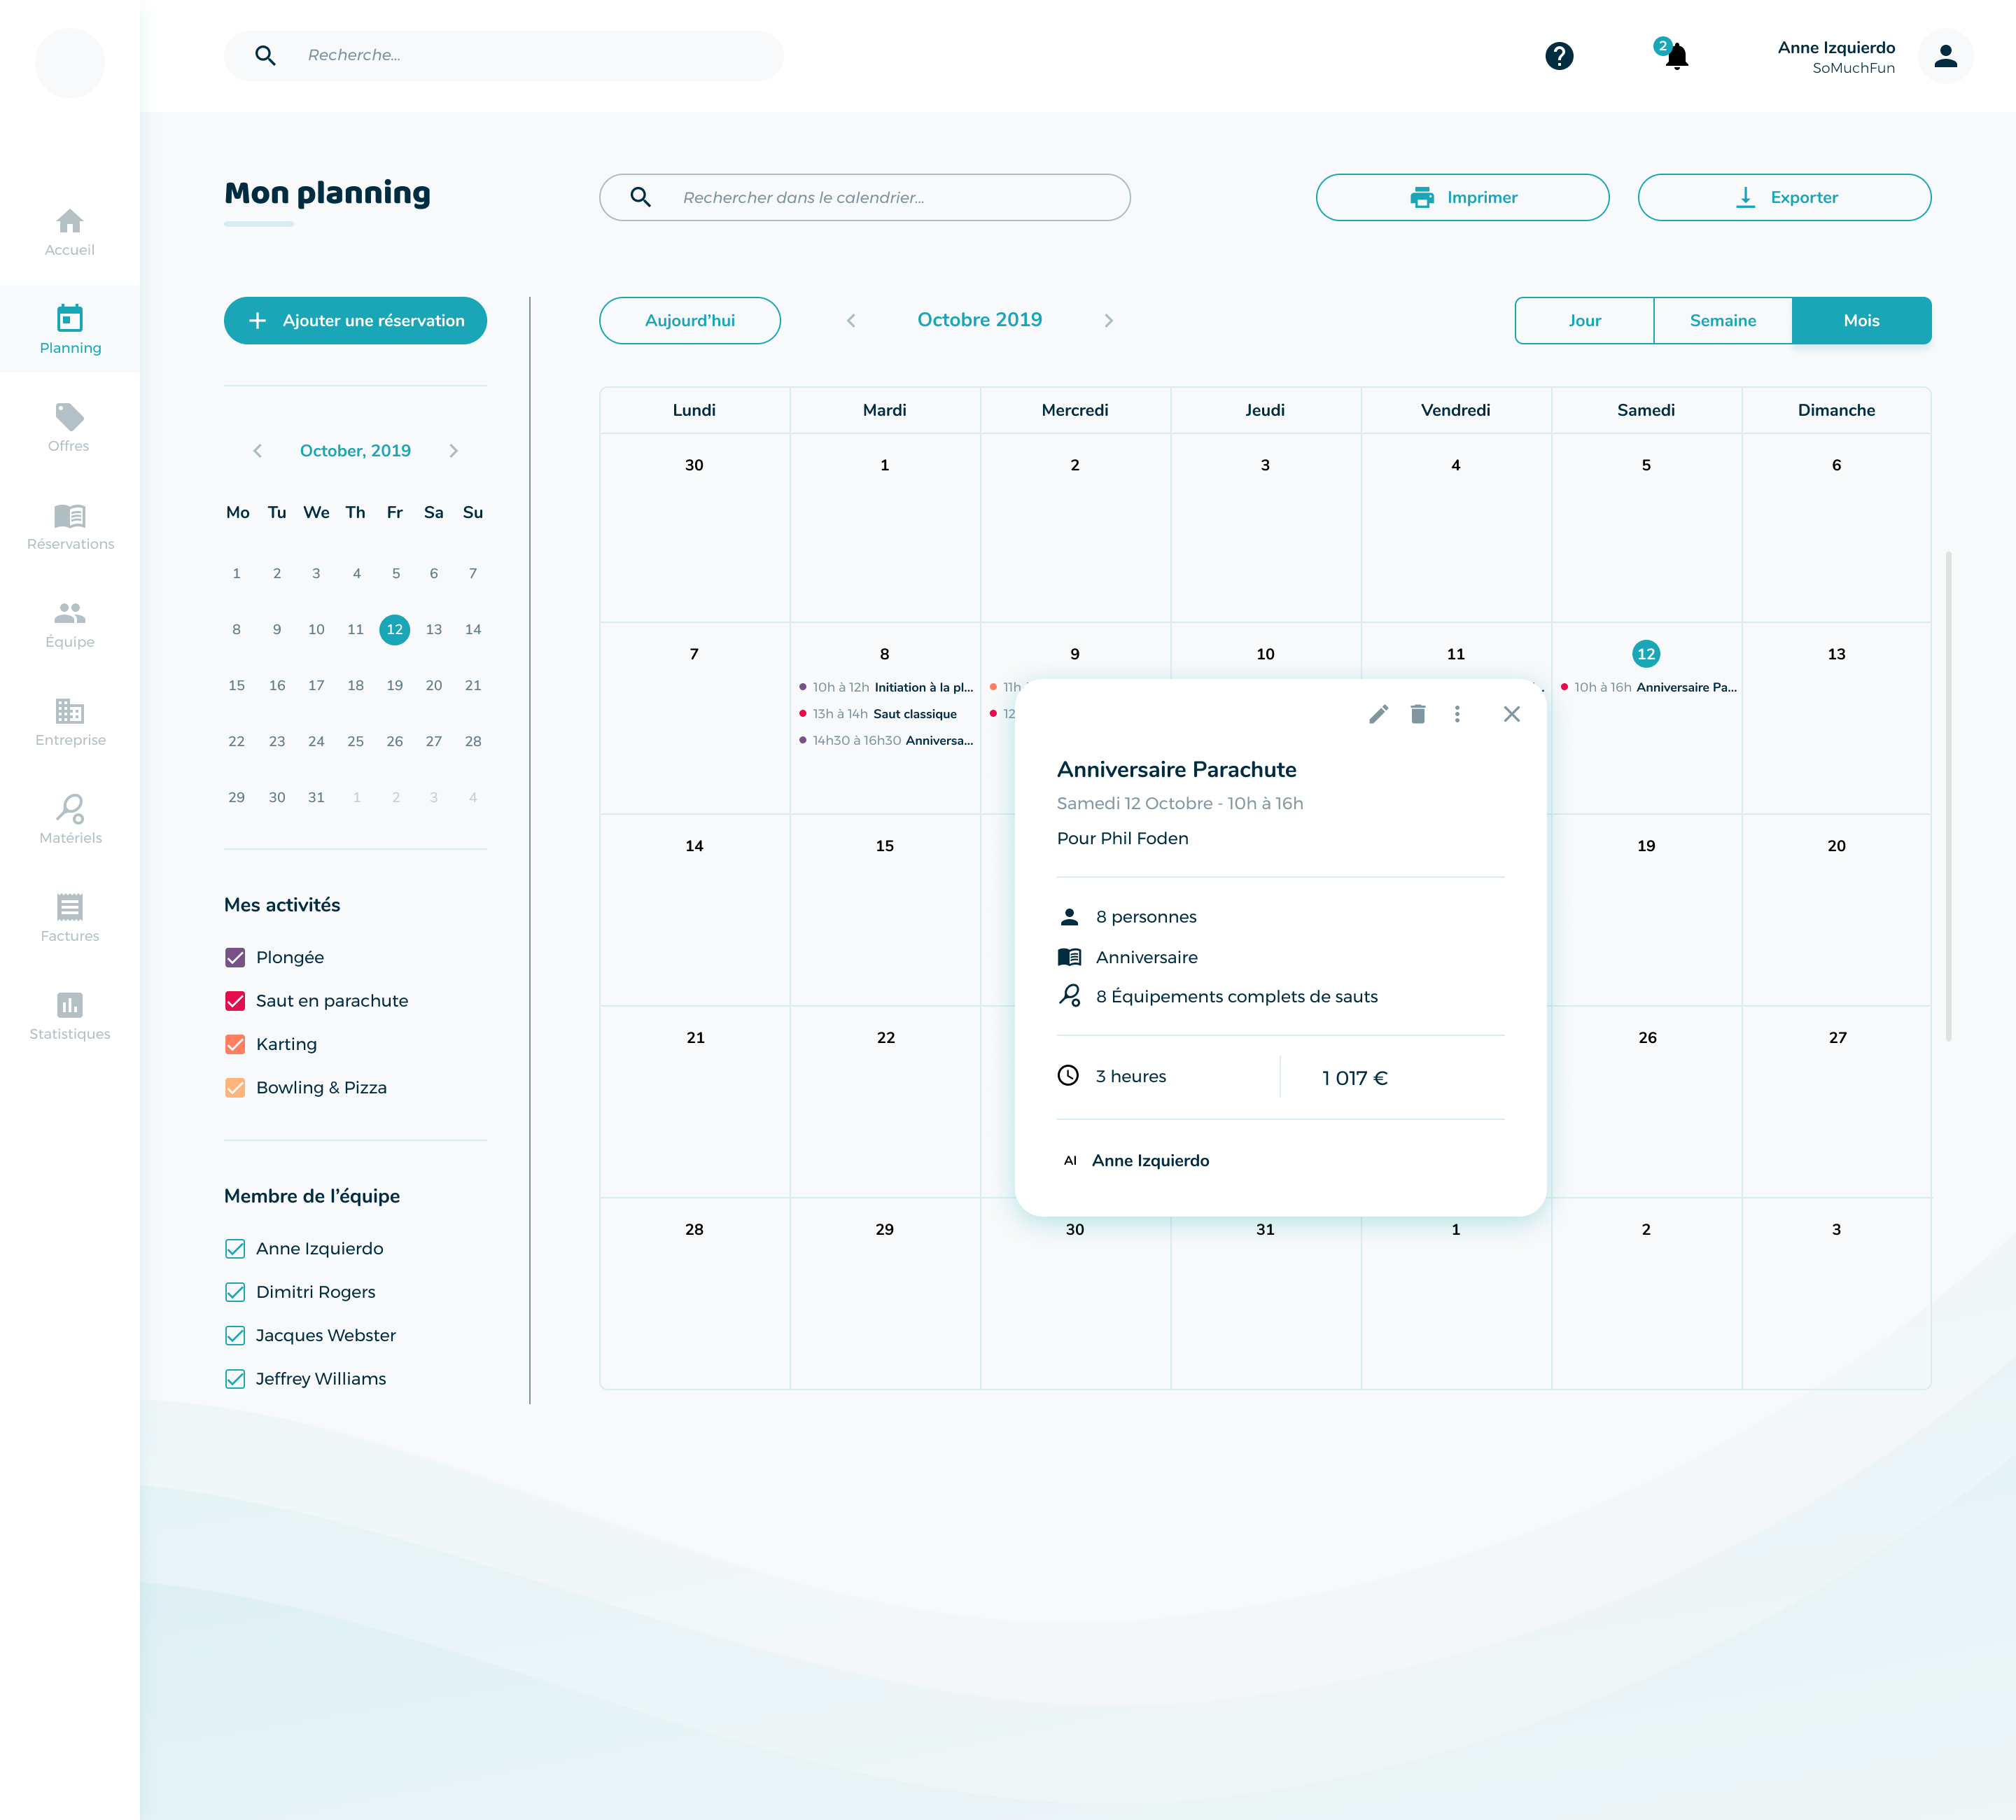 Recherche...
2
Anne Izquierdo
SoMuchFun
Accueil
Planning
Offres
Réservations
Équipe
Entreprise
Matériels
Factures
Statistiques
Mon planning
Rechercher dans le calendrier...
Imprimer
Exporter
Ajouter une réservation
Aujourd’hui
Octobre 2019
Jour Semaine Mois
October, 2019
Mo Tu We Th Fr Sa Su
1 2 3 4 5 6 7
8 9 10 11 12 13 14
15 16 17 18 19 20 21
22 23 24 25 26 27 28
29 30 31 1 2 3 4
Mes activités
Plongée
Saut en parachute
Karting
Bowling & Pizza
Membre de l’équipe
Anne Izquierdo
Dimitri Rogers
Jacques Webster
Jeffrey Williams
Lundi Mardi Mercredi Jeudi Vendredi Samedi Dimanche
30 1 2 3 4 5 6
7 8 9 10 11 12 13
10h à 12h Initiation à la pl...
13h à 14h Saut classique
14h30 à 16h30 Anniversa...
11h
12
10h à 16h Anniversaire Pa...
14 15 19 20
21 22 26 27
28 29 30 31 1 2 3
Anniversaire Parachute
Samedi 12 Octobre - 10h à 16h
Pour Phil Foden
8 personnes
Anniversaire
8 Équipements complets de sauts
3 heures
1 017 €
AI Anne Izquierdo